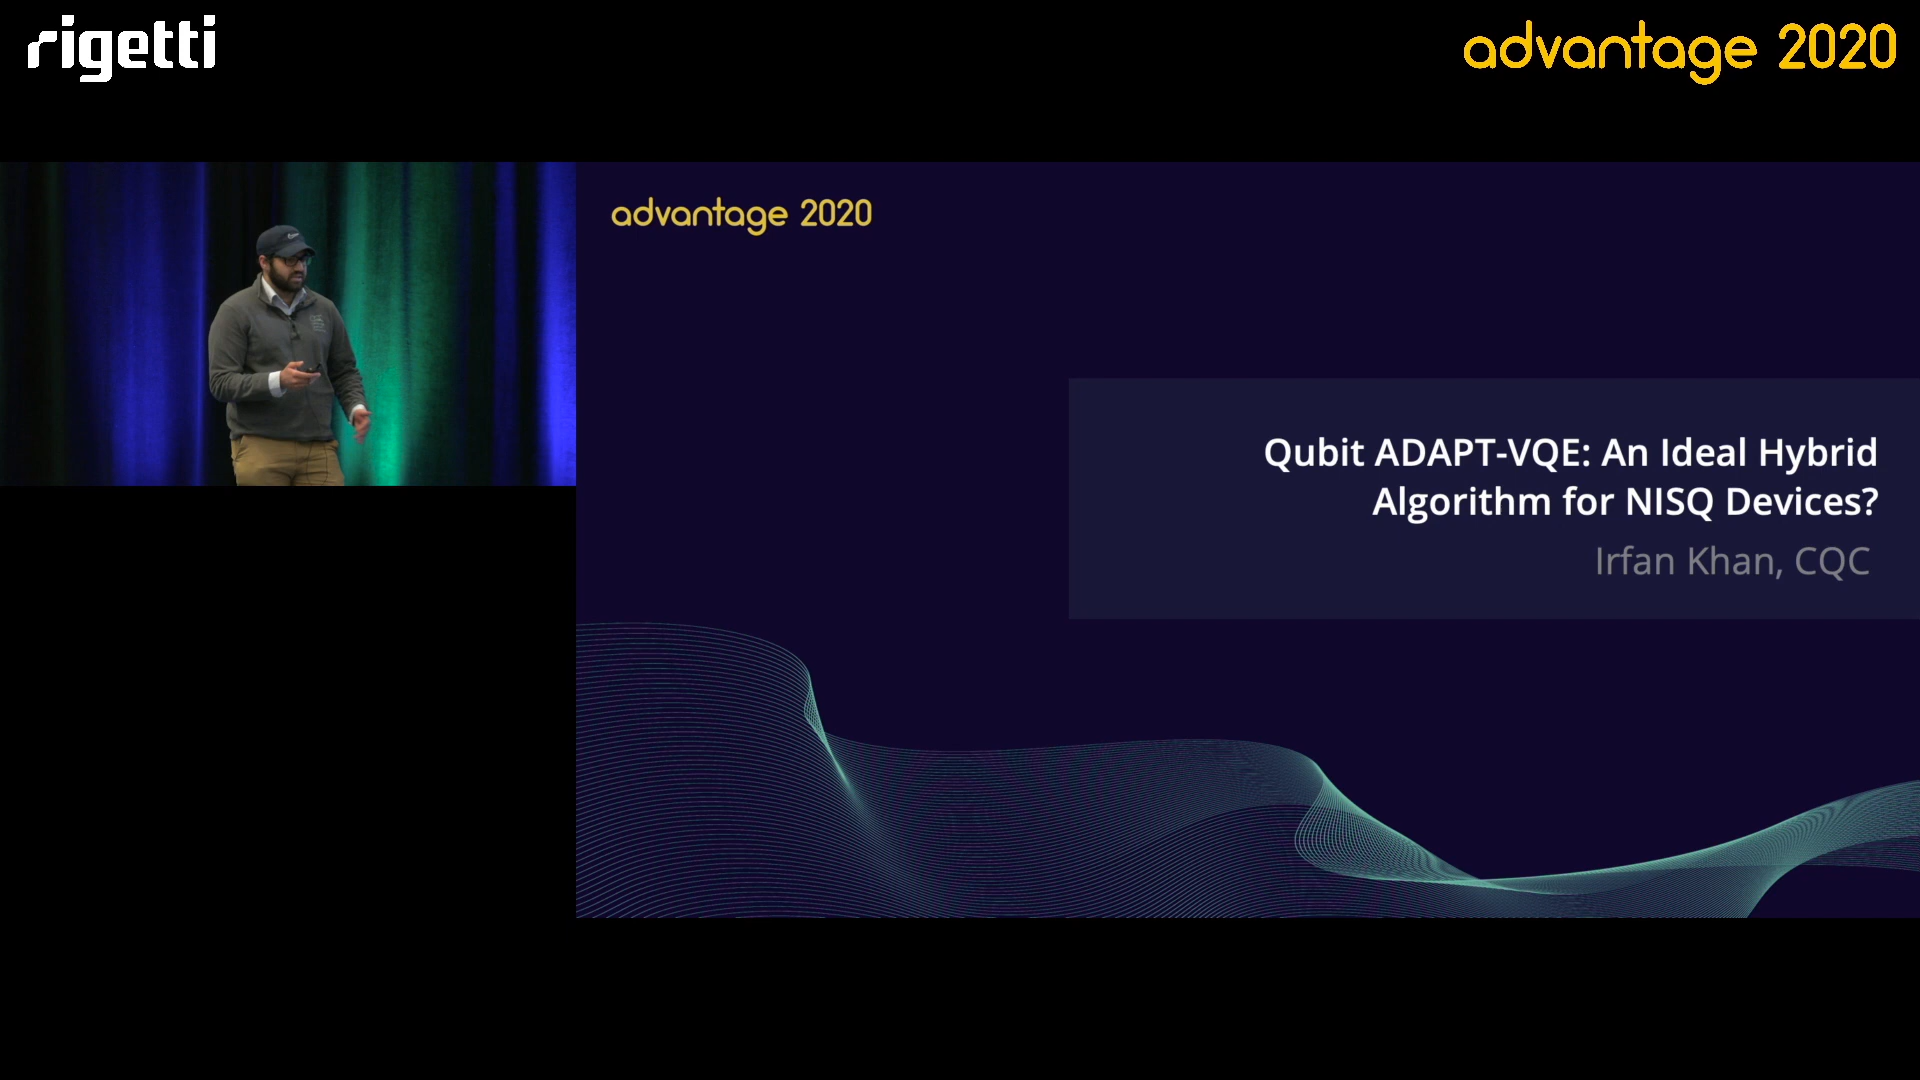 rigetti
advantage 2020
advantage 2020
Qubit ADAPT-VQE: An Ideal Hybrid
Algorithm for NISQ Devices?
Irfan Khan, CQC